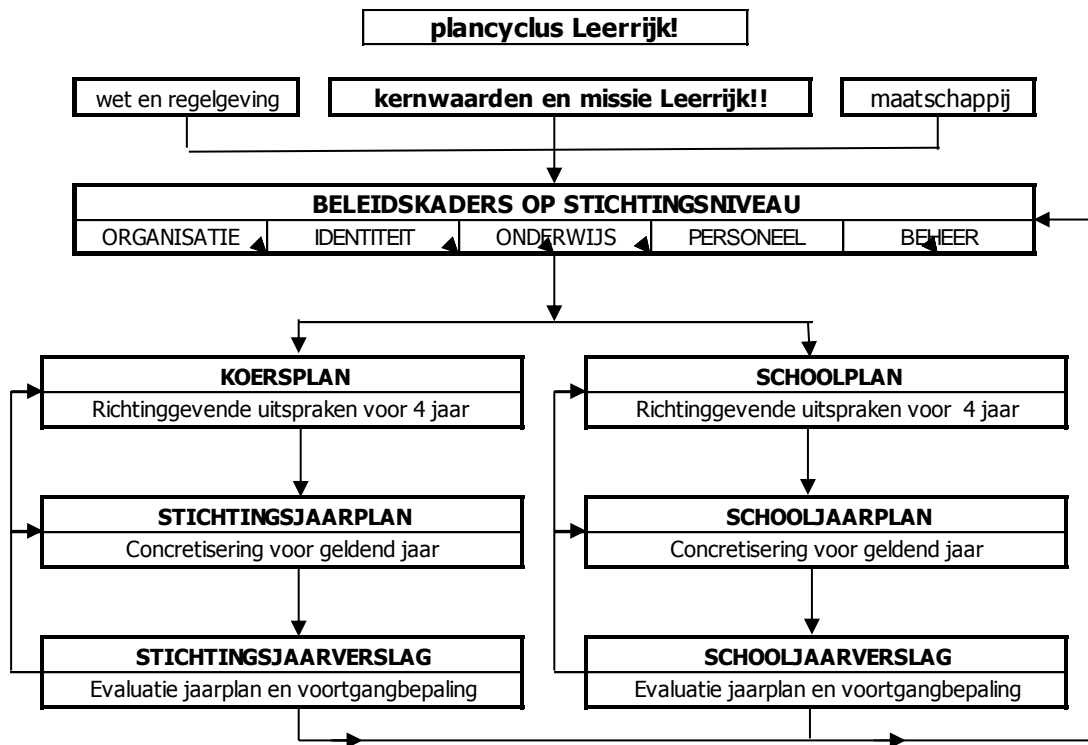 plancyclus Leerrijk!
wet en regelgeving
kernwaarden en missie Leerrijk!!
maatschappij
BELEIDSKADERS OP STICHTINGSNIVEAU
ORGANISATIE IDENTITEIT ONDERWIJS PERSONEEL BEHEER
KOERSPLAN
Richtinggevende uitspraken voor 4 jaar
SCHOOLPLAN
Richtinggevende uitspraken voor 4 jaar
STICHTINGSJAARPLAN
Concretisering voor geldend jaar
SCHOOLJAARPLAN
Concretisering voor geldend jaar
STICHTINGSJAARVERSLAG
Evaluatie jaarplan en voortgangbepaling
SCHOOLJAARVERSLAG
Evaluatie jaarplan en voortgangbepaling